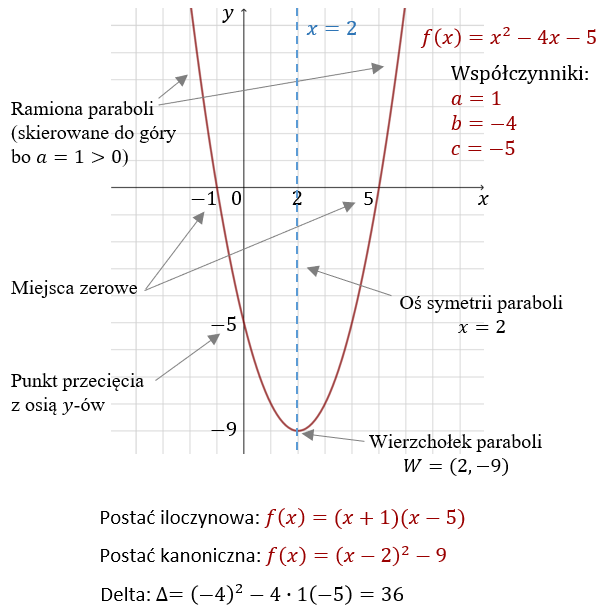 y
x = 2
f(x) = x² − 4x − 5
Współczynniki:
a = 1
b = −4
c = −5
Ramiona paraboli
(skierowane do góry
bo a = 1 > 0)
−1 0 2 5 x
Miejsca zerowe
Oś symetrii paraboli
x = 2
−5
Punkt przecięcia
z osią y-ów
−9
Wierzchołek paraboli
W = (2, −9)
Postać iloczynowa: f(x) = (x + 1)(x − 5)
Postać kanoniczna: f(x) = (x − 2)² − 9
Delta: Δ= (−4)² − 4 · 1(−5) = 36